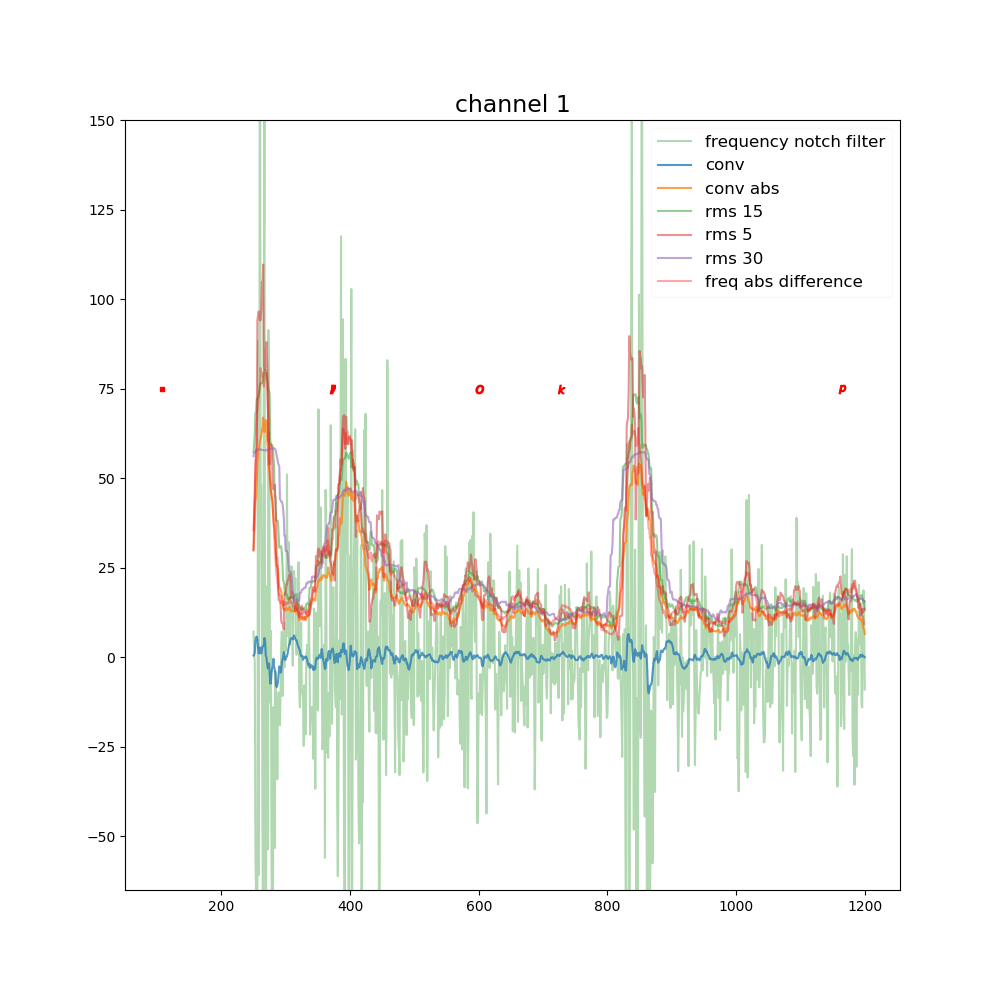 channel 1
150
125
100
75
50
25
0
−25
−50
frequency notch filter
conv
conv abs
rms 15
rms 5
rms 30
freq abs difference
O
k
p
200
400
600
800
1000
1200